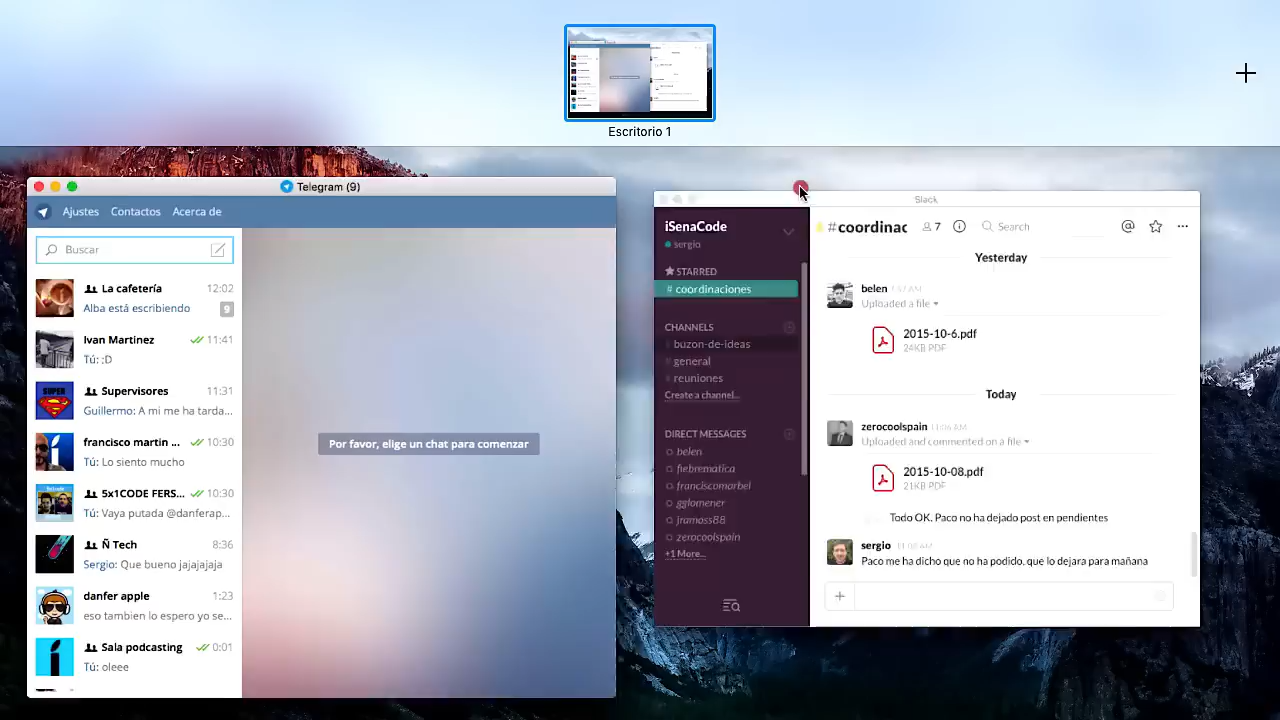 Escritorio 1
Telegram (9)
Ajustes Contactos Acerca de
Buscar
La cafetería 12:02
Alba está escribiendo 9
Ivan Martinez 11:41
Tú: :D
Supervisores 11:31
Guillermo: A mi me ha tarda...
francisco martin ... 10:30
Tú: Lo siento mucho
5x1CODE FERS... 10:30
Tú: Vaya putada @danferap...
Ñ Tech 8:36
Sergio: Que bueno jajajajaja
danfer apple 1:23
eso tambien lo espero yo se...
Sala podcasting 0:01
Tú: oleee
Por favor, elige un chat para comenzar
Slack
iSenaCode
sergio
STARRED
# coordinaciones
CHANNELS
# buzon-de-ideas
# general
# reuniones
Create a channel...
DIRECT MESSAGES
belen
fiebrematica
franciscomarbel
gglomener
jramoss88
zerocoolspain
+1 More...
#coordinac 7 Search
Yesterday
belen
Uploaded a file
2015-10-6.pdf
24KB PDF
Today
zerocoolspain 11:06 AM
Uploaded and commented on a file
2015-10-08.pdf
21KB PDF
Todo OK. Paco no ha dejado post en pendientes
sergio 11:08 AM
Paco me ha dicho que no ha podido, que lo dejara para mañana